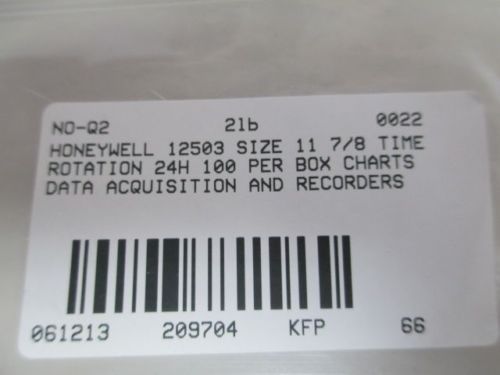 NO-Q2 2lb 0022
HONEYWELL 12503 SIZE 11 7/8 TIME
ROTATION 24H 100 PER BOX CHARTS
DATA ACQUISITION AND RECORDERS
061213 209704 KFP 66